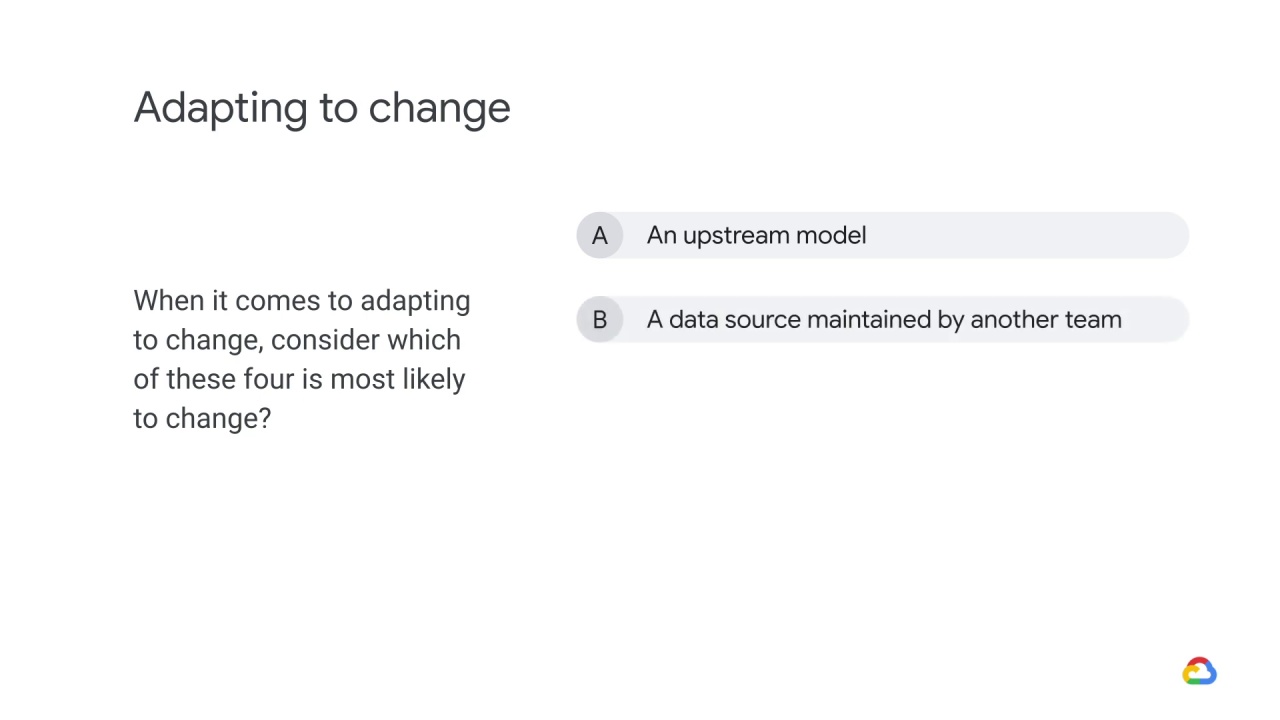 Adapting to change
When it comes to adapting
to change, consider which
of these four is most likely
to change?
A An upstream model
B A data source maintained by another team